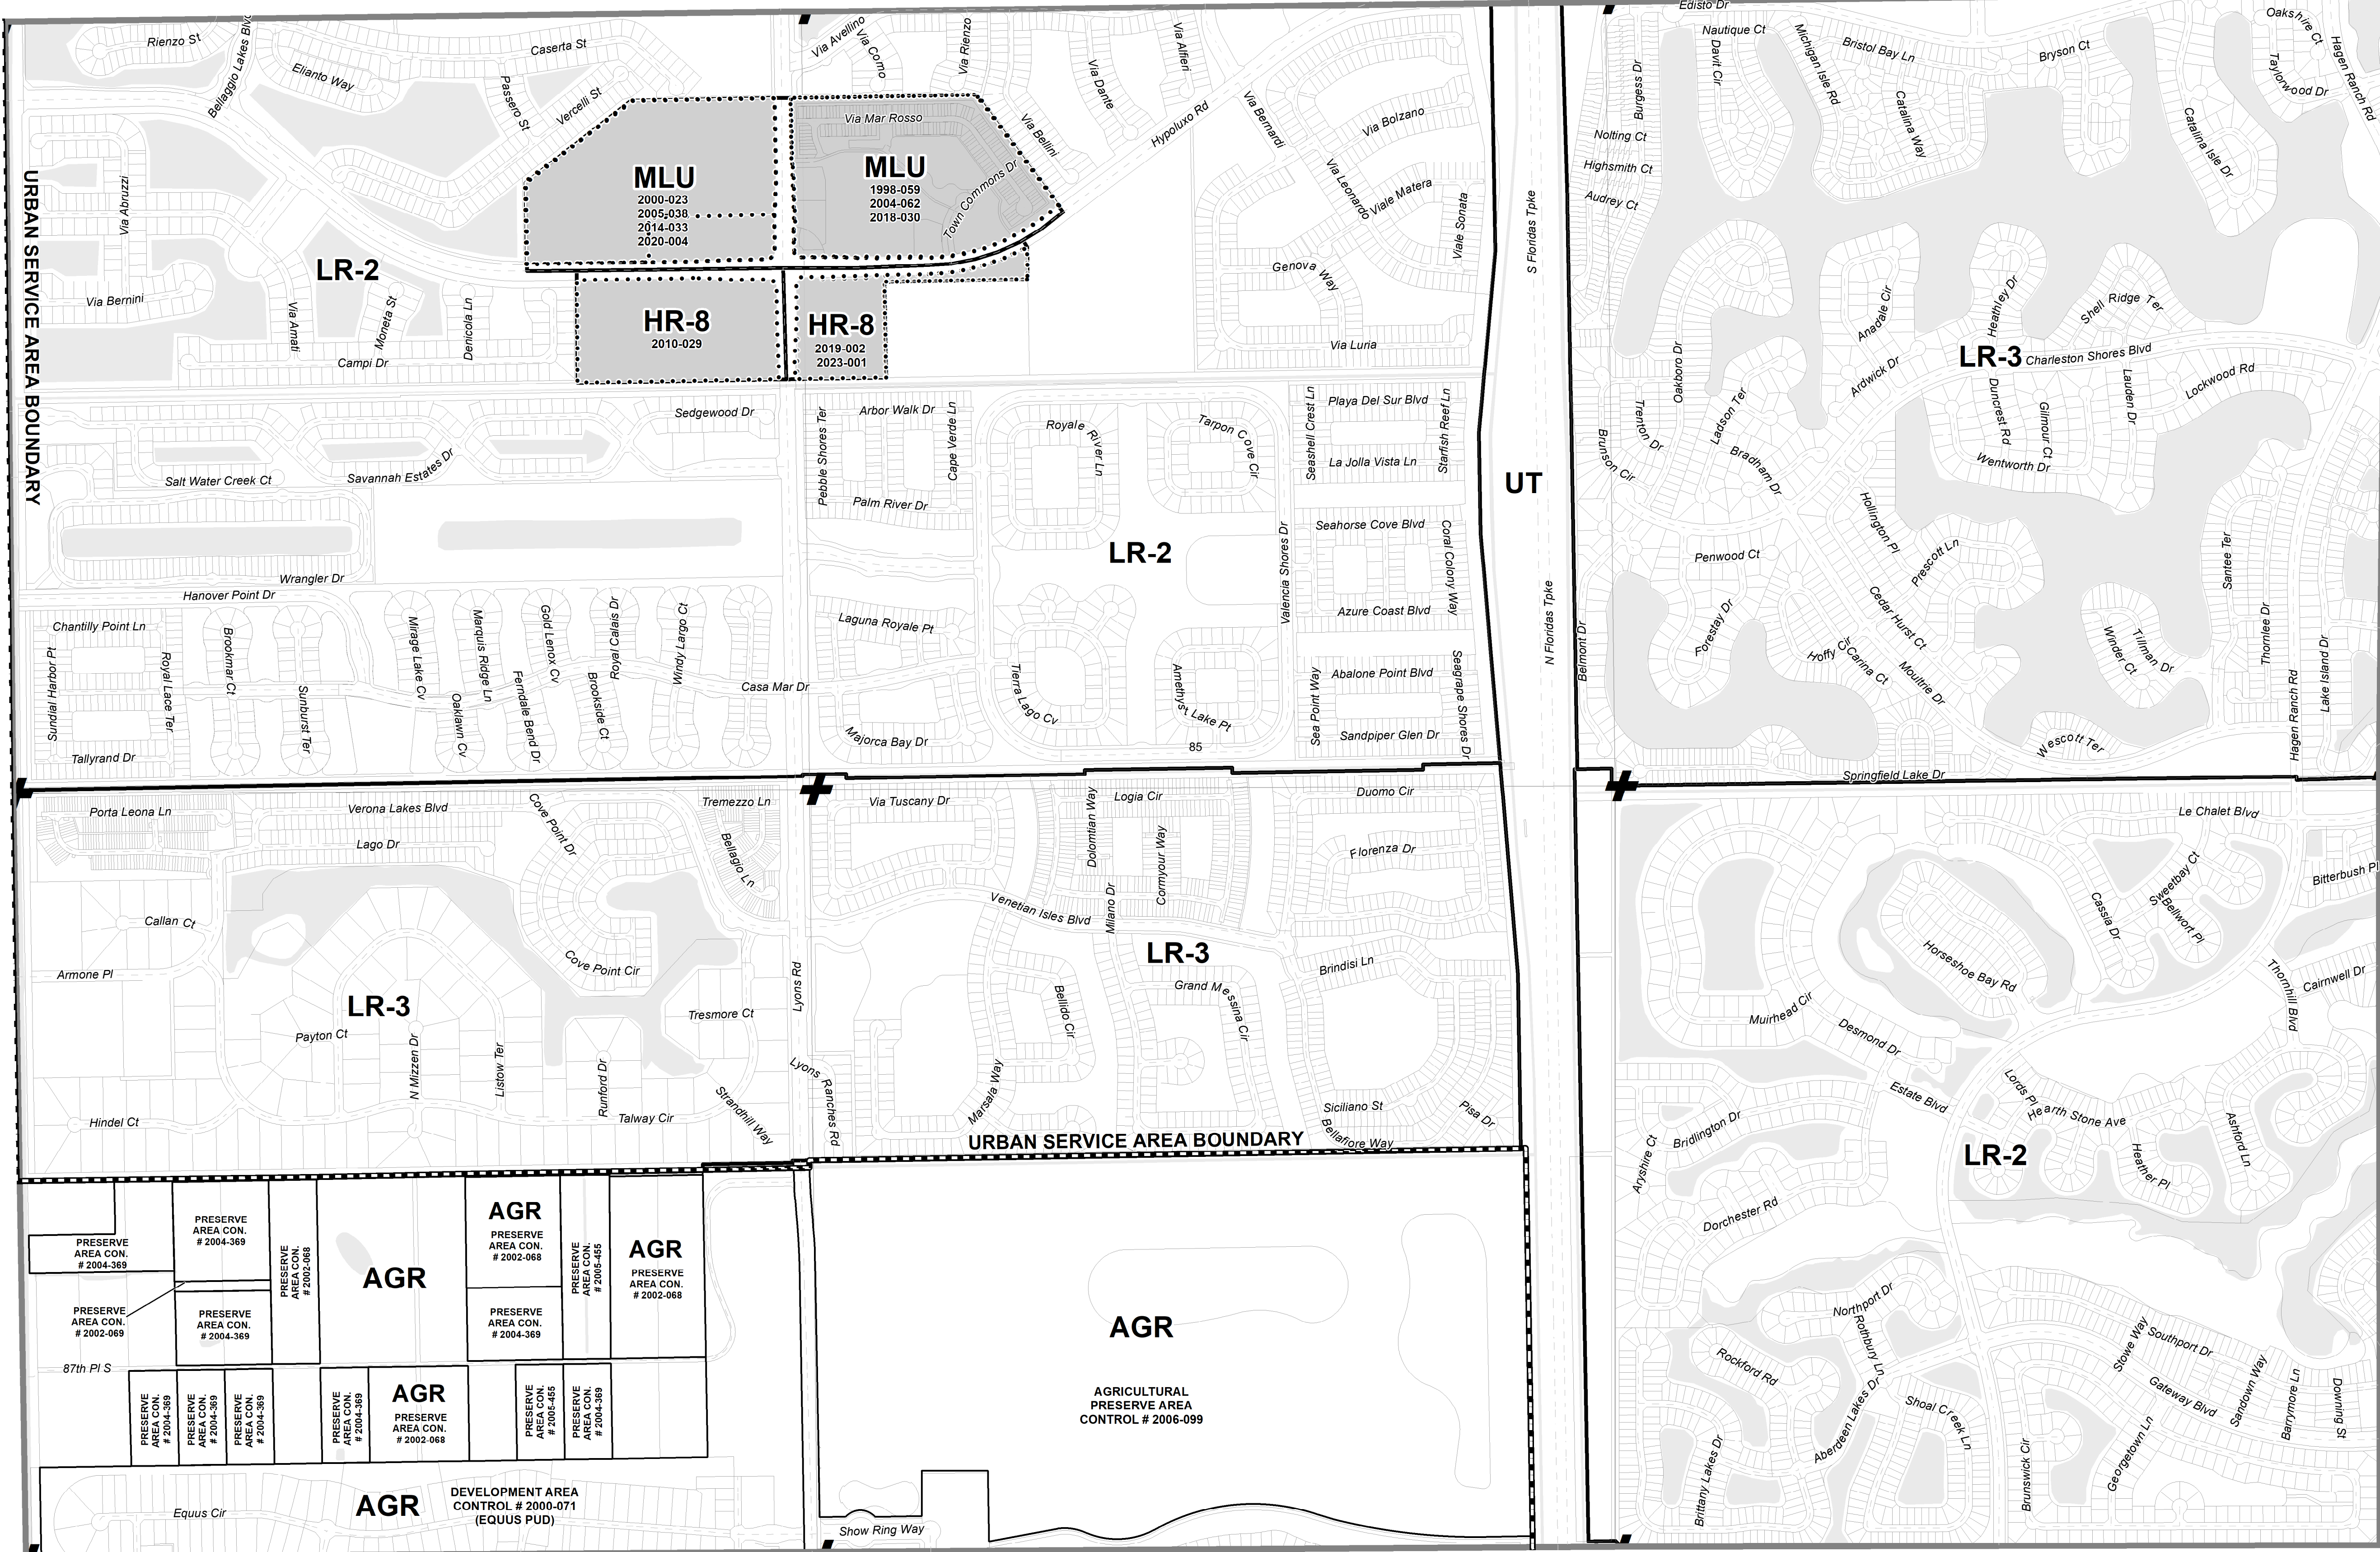 Rienzo St
Bellaggio Lakes Blvd
Caserta St
Elianto Way
Passero St
Vercelli St
Via Avellino
Via Como
Via Rienzo
Via Dante
Via Alfieri
Hypoluxo Rd
Via Bernardi
Via Bolzano
Via Leonardo
Viale Matera
Viale Sonata
Via Mar Rosso
Via Bellini
Town Commons Dr
MLU
2000-023
2005-038
2014-033
2020-004
MLU
1998-059
2004-062
2018-030
URBAN SERVICE AREA BOUNDARY
Via Abruzzi
LR-2
Via Bernini
Via Amati
Moneta St
Dericiole Ln
Campi Dr
HR-8
2010-029
HR-8
2019-002
2023-001
Genova Way
Via Luria
S Floridas Tpke
Edisto Dr
Nautique Ct
Davit Cir
Burgess Dr
Michigan Isle Rd
Bristol Bay Ln
Catalina Way
Bryson Ct
Oakshire Ct
Hagen Ranch Rd
Taylorwood Dr
Catalina Isle Dr
Nolting Ct
Highsmith Ct
Audrey Ct
Anadale Cir
Heathley Dr
Shell Ridge Ter
LR-3
Charleston Shores Blvd
Ardwick Dr
Oakboro Dr
Ladson Ter
Trenton Dr
Brunson Cir
Bradham Dr
Duncrest Rd
Gilmour Ct
Lauden Dr
Lockwood Rd
Wentworth Dr
Sedgewood Dr
Salt Water Creek Ct
Savannah Estates Dr
Pebble Shores Ter
Arbor Walk Dr
Cape Verde Ln
Palm River Dr
Royale River Ln
Tarpon Cove Cir
Seashell Crest Ln
Playa Del Sur Blvd
La Jolla Vista Ln
Starfish Reef Ln
UT
LR-2
Seahorse Cove Blvd
Coral Colony Way
Valencia Shores Dr
Azure Coast Blvd
N Floridas Tpke
Wrangler Dr
Hanover Point Dr
Chantilly Point Ln
Sundial Harbor Pt
Royal Lace Ter
Brookmar Ct
Sunburst Ter
Mirage Lake Cv
Marquis Ridge Ln
Oaklawn Cv
Gold Lenox Cv
Ferndale Bend Dr
Royal Calais Dr
Brookside Ct
Windy Largo Ct
Casa Mar Dr
Tallyrand Dr
Laguna Royale Pt
Majorca Bay Dr
Tierra Lago Cv
Amethyst Lake Pt
85
Sea Point Way
Abalone Point Blvd
Sandpiper Glen Dr
Seagrape Shores Dr
Belmont Dr
Hollington Pl
Prescott Ln
Penwood Ct
Forestay Dr
Cedar Hurst Ct
Hoffy Cir
Carina Ct
Moultrie Dr
Winder Ct
Tillman Dr
Santee Ter
Thornlee Dr
Hagen Ranch Rd
Lake Island Dr
Wescott Ter
Springfield Lake Dr
Porta Leona Ln
Verona Lakes Blvd
Lago Dr
Cove Point Dr
Tremezzo Ln
Bellagio Ln
Via Tuscany Dr
Dolomtian Way
Logia Cir
Cormyour Way
Duomo Cir
Florenza Dr
Venetian Isles Blvd
Milano Dr
LR-3
Brindisi Ln
Grand Messina Cir
Bellido Cir
Marsala Way
Siciliano St
Bellafiore Way
Pisa Dr
Callan Ct
Armone Pl
LR-3
Payton Ct
N Mizzen Dr
Listow Ter
Runford Dr
Talway Cir
Hindel Ct
Cove Point Cir
Tresmore Ct
Strandhill Way
Lyons Rd
Lyons Ranches Rd
URBAN SERVICE AREA BOUNDARY
Le Chalet Blvd
Bitterbush Pl
Sweetbay Ct
Bellwort Pl
Cassia Dr
Horseshoe Bay Rd
Thornhill Blvd
Cairnwell Dr
Muirhead Cir
Desmond Dr
Estate Blvd
Lords Pl
Hearth Stone Ave
Heather Pl
Ashford Ln
LR-2
Bridlington Dr
Aryshire Ct
Dorchester Rd
Northport Dr
Rothbury Ln
Rockford Rd
Aberdeen Lakes Dr
Shoal Creek Ln
Brittany Lakes Dr
Brunswick Cir
Georgetown Ln
Stowe Way
Southport Dr
Gateway Blvd
Sandown Way
Barrymore Ln
Downing St
PRESERVE
AREA CON.
# 2004-369
PRESERVE
AREA CON.
# 2004-369
PRESERVE
AREA CON.
# 2002-068
PRESERVE
AREA CON.
# 2002-069
PRESERVE
AREA CON.
# 2004-369
AGR
AGR
PRESERVE
AREA CON.
# 2002-068
PRESERVE
AREA CON.
# 2004-369
PRESERVE
AREA CON.
# 2005-455
AGR
PRESERVE
AREA CON.
# 2002-068
87th Pl S
PRESERVE
AREA CON.
# 2004-369
PRESERVE
AREA CON.
# 2004-369
PRESERVE
AREA CON.
# 2004-369
PRESERVE
AREA CON.
# 2004-369
AGR
PRESERVE
AREA CON.
# 2002-068
PRESERVE
AREA CON.
# 2005-455
PRESERVE
AREA CON.
# 2004-369
AGR
AGRICULTURAL
PRESERVE AREA
CONTROL # 2006-099
Equus Cir
AGR
DEVELOPMENT AREA
CONTROL # 2000-071
(EQUUS PUD)
Show Ring Way